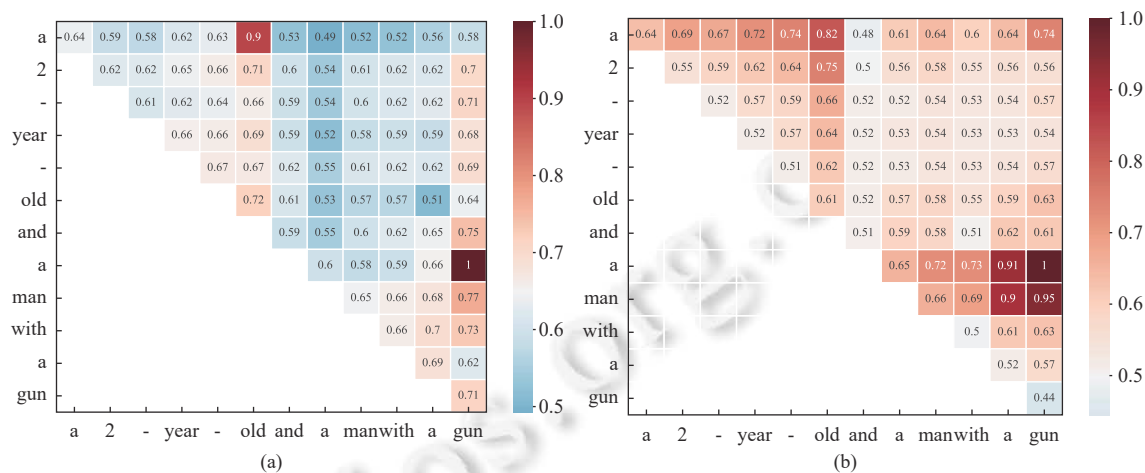 a 0.64 0.59 0.58 0.62 0.63 0.9 0.53 0.49 0.52 0.52 0.56 0.58
2 0.62 0.62 0.65 0.66 0.71 0.6 0.54 0.61 0.62 0.62 0.7
- 0.61 0.62 0.64 0.66 0.59 0.54 0.6 0.62 0.62 0.71
year 0.66 0.66 0.69 0.59 0.52 0.58 0.59 0.59 0.68
- 0.67 0.67 0.62 0.55 0.61 0.62 0.62 0.69
old 0.72 0.61 0.53 0.57 0.57 0.51 0.64
and 0.59 0.55 0.6 0.62 0.65 0.75
a 0.6 0.58 0.59 0.66 1
man 0.65 0.66 0.68 0.77
with 0.66 0.7 0.73
a 0.69 0.62
gun 0.71
a 2 - year - old and a man with a gun
1.0
0.9
0.8
0.7
0.6
0.5
(a)
a 0.64 0.69 0.67 0.72 0.74 0.82 0.48 0.61 0.64 0.6 0.64 0.74
2 0.55 0.59 0.62 0.64 0.75 0.5 0.56 0.58 0.55 0.56 0.56
- 0.52 0.57 0.59 0.66 0.52 0.52 0.54 0.53 0.54 0.57
year 0.52 0.57 0.64 0.52 0.53 0.54 0.53 0.53 0.54
- 0.51 0.62 0.52 0.53 0.54 0.53 0.54 0.57
old 0.61 0.52 0.57 0.58 0.55 0.59 0.63
and 0.51 0.59 0.58 0.51 0.62 0.61
a 0.65 0.72 0.73 0.91 1
man 0.66 0.69 0.9 0.95
with 0.5 0.61 0.63
a 0.52 0.57
gun 0.44
a 2 - year - old and a man with a gun
1.0
0.9
0.8
0.7
0.6
0.5
(b)